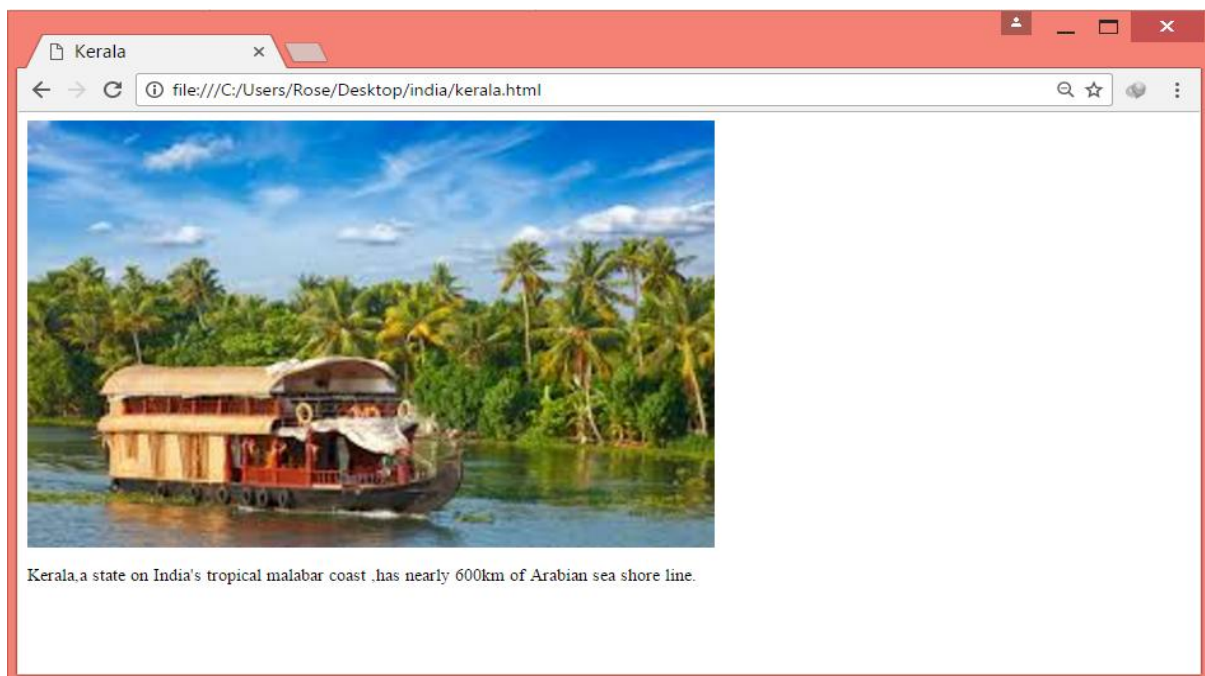 Kerala
file:///C:/Users/Rose/Desktop/india/kerala.html
Kerala,a state on India's tropical malabar coast ,has nearly 600km of Arabian sea shore line.